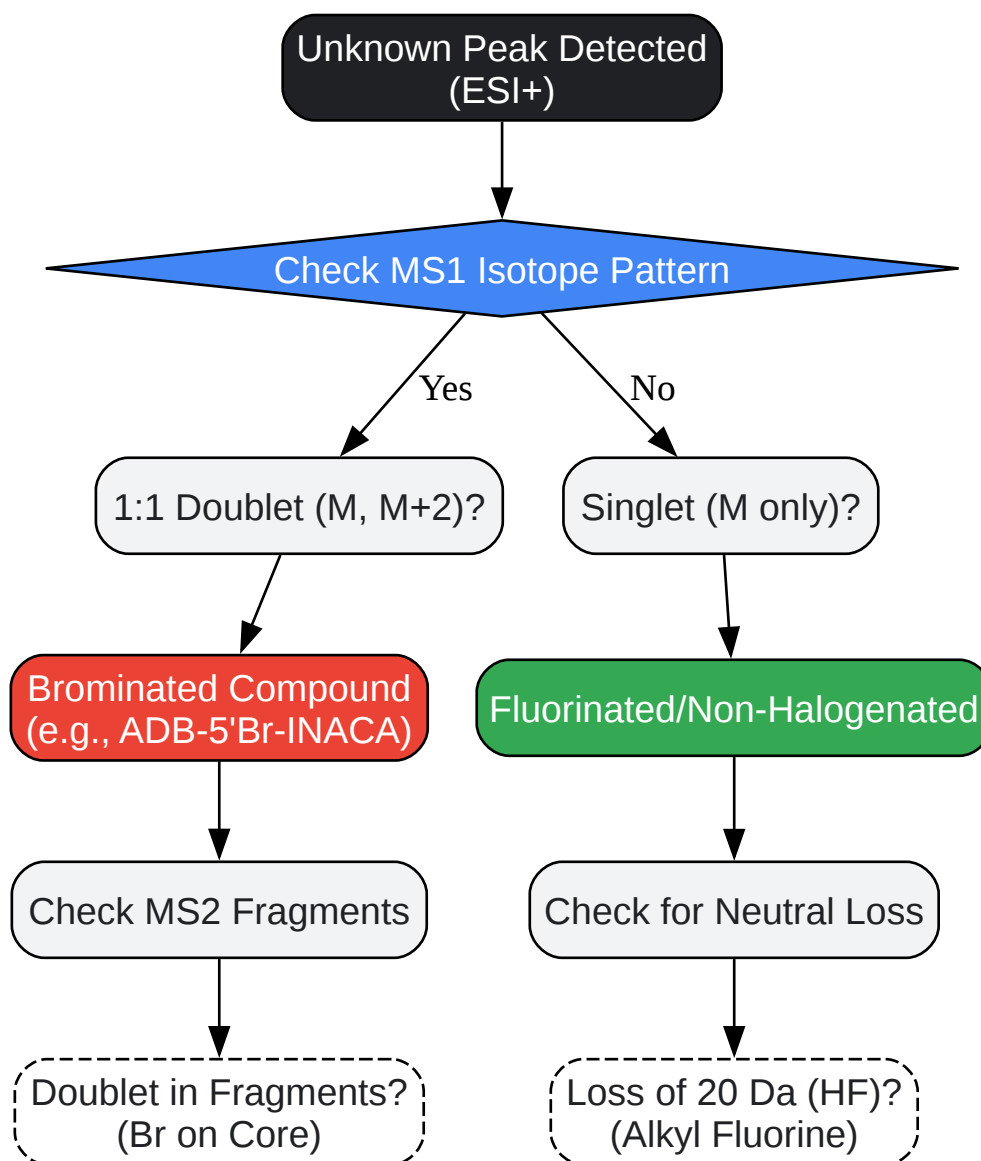 Unknown Peak Detected
(ESI+)
Check MS1 Isotope Pattern
Yes
No
1:1 Doublet (M, M+2)?
Singlet (M only)?
Brominated Compound
(e.g., ADB-5'Br-INACA)
Fluorinated/Non-Halogenated
Check MS2 Fragments
Check for Neutral Loss
Doublet in Fragments?
(Br on Core)
Loss of 20 Da (HF)?
(Alkyl Fluorine)